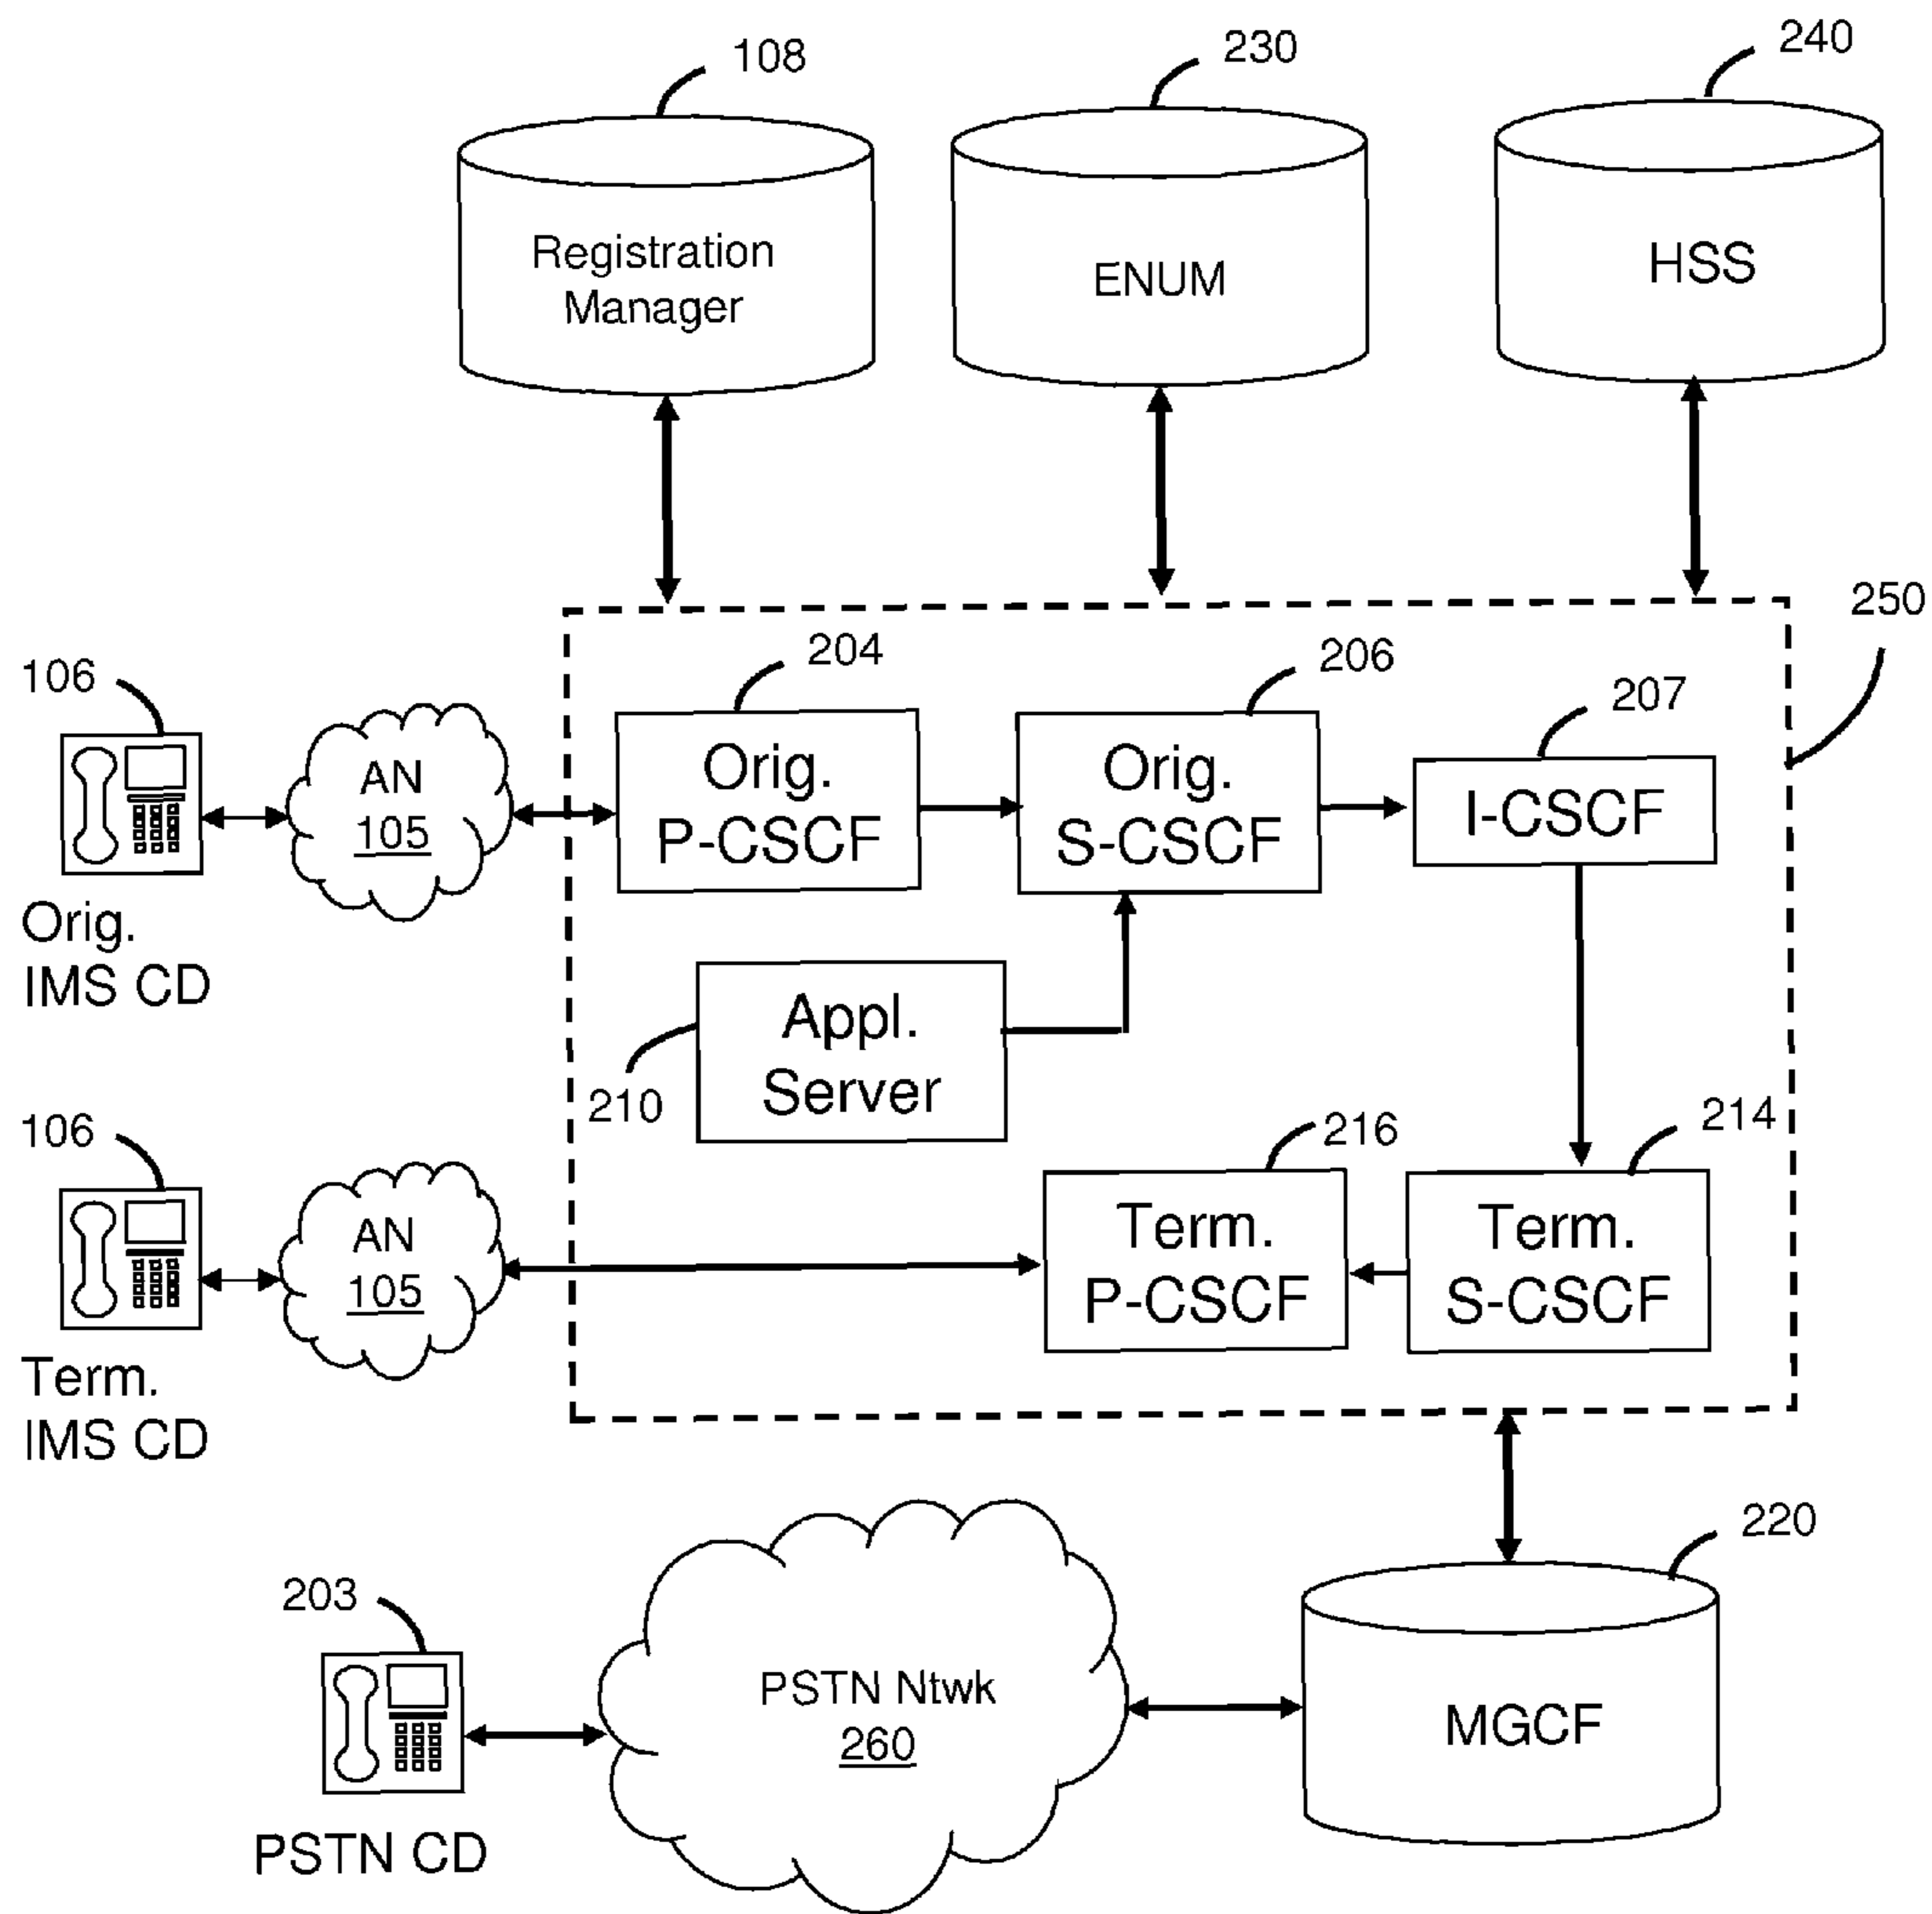 108
230
240
Registration
Manager
ENUM
HSS
250
106
204
206
207
AN
105
Orig.
P-CSCF
Orig.
S-CSCF
I-CSCF
Orig.
IMS CD
Appl.
Server
210
106
216
214
AN
105
Term.
P-CSCF
Term.
S-CSCF
Term.
IMS CD
220
203
PSTN Ntwk
260
MGCF
PSTN CD